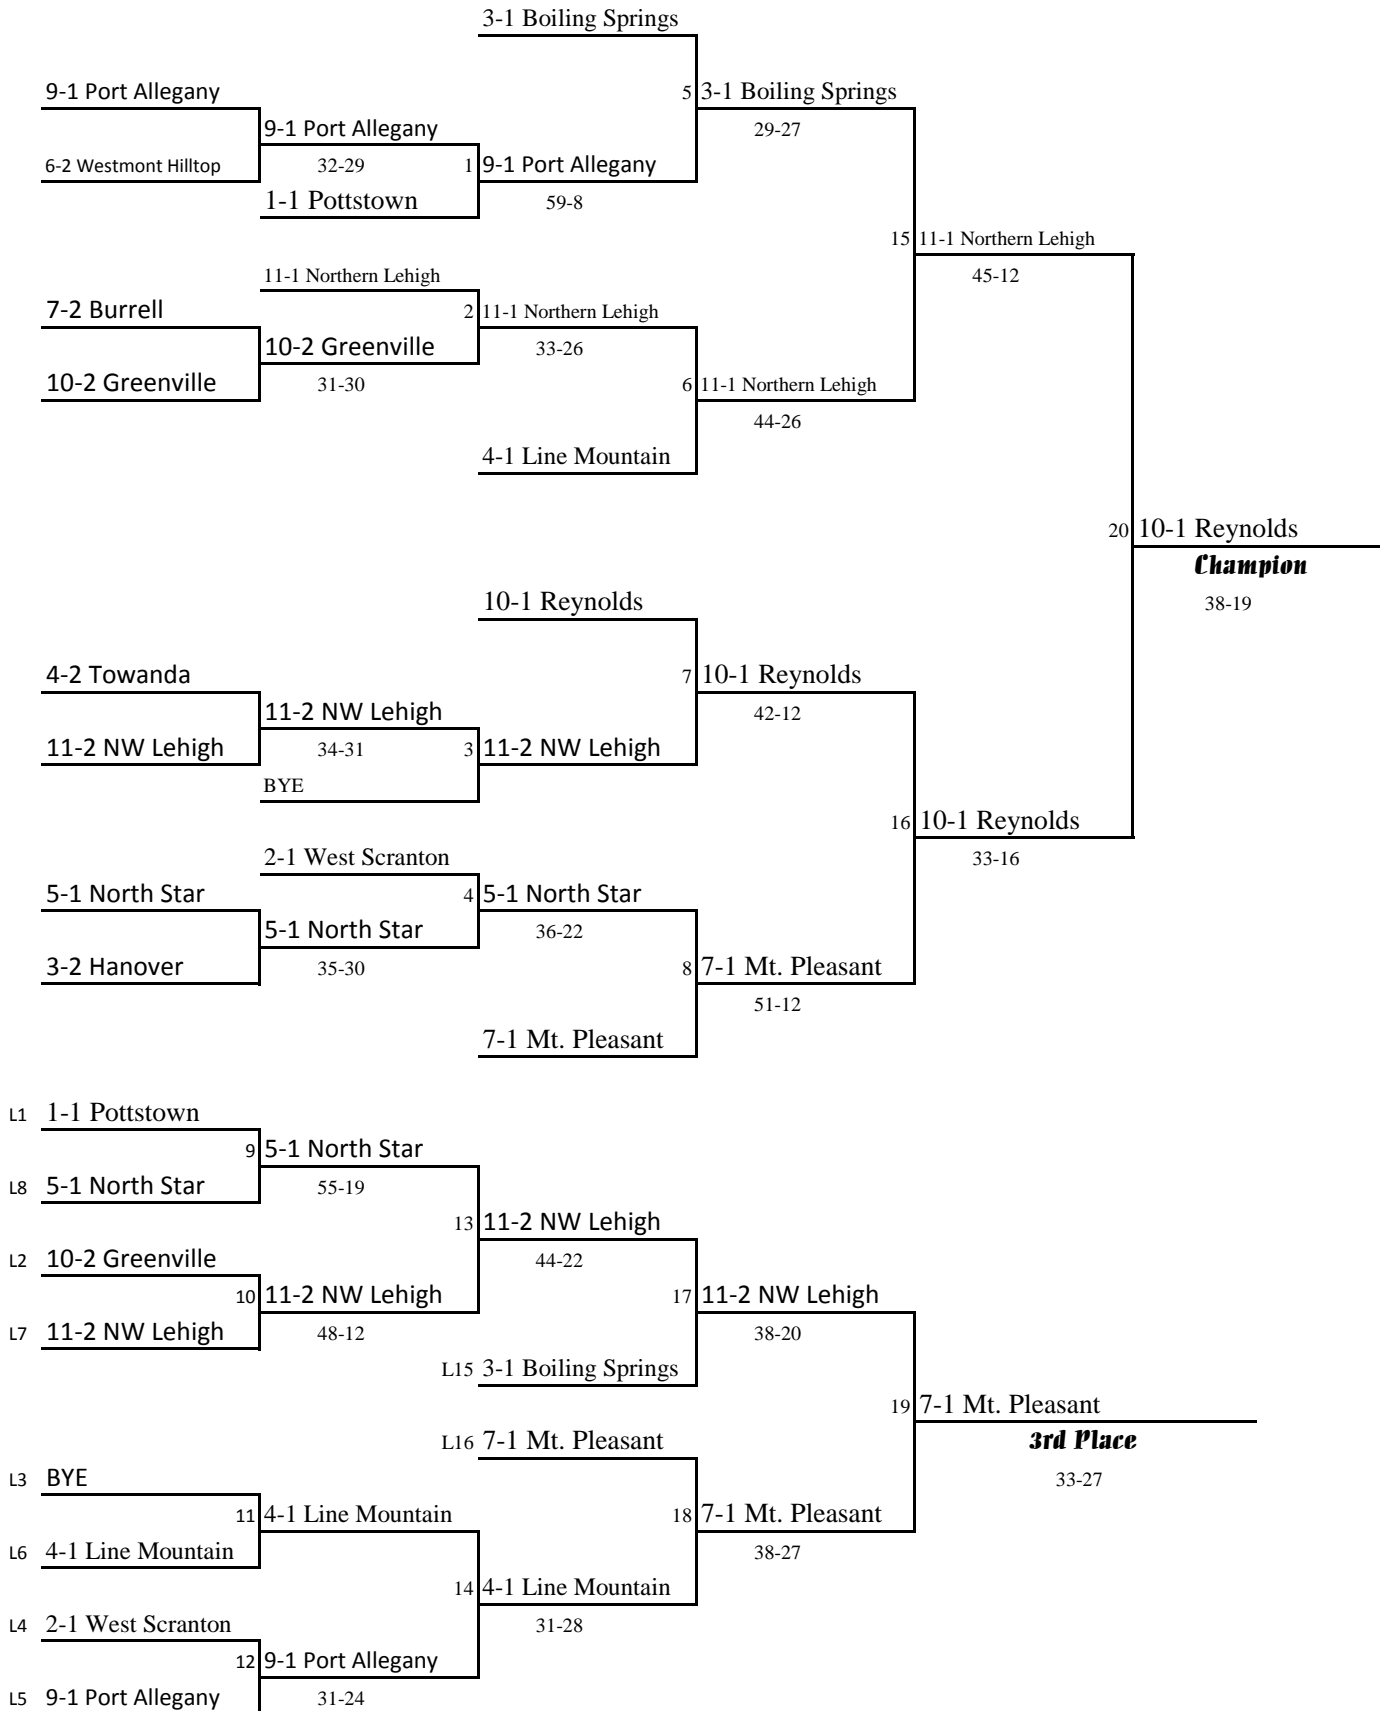 3-1 Boiling Springs
9-1 Port Allegany
5 3-1 Boiling Springs
9-1 Port Allegany
29-27
6-2 Westmont Hilltop
32-29
1 9-1 Port Allegany
1-1 Pottstown
59-8
15 11-1 Northern Lehigh
11-1 Northern Lehigh
45-12
7-2 Burrell
2 11-1 Northern Lehigh
10-2 Greenville
33-26
10-2 Greenville
31-30
6 11-1 Northern Lehigh
44-26
4-1 Line Mountain
20 10-1 Reynolds
Champion
10-1 Reynolds
38-19
4-2 Towanda
7 10-1 Reynolds
11-2 NW Lehigh
42-12
11-2 NW Lehigh
34-31
3 11-2 NW Lehigh
BYE
16 10-1 Reynolds
2-1 West Scranton
33-16
5-1 North Star
4 5-1 North Star
5-1 North Star
36-22
3-2 Hanover
35-30
8 7-1 Mt. Pleasant
51-12
7-1 Mt. Pleasant
L1 1-1 Pottstown
9 5-1 North Star
L8 5-1 North Star
55-19
13 11-2 NW Lehigh
L2 10-2 Greenville
44-22
10 11-2 NW Lehigh
17 11-2 NW Lehigh
L7 11-2 NW Lehigh
48-12
38-20
L15 3-1 Boiling Springs
19 7-1 Mt. Pleasant
L16 7-1 Mt. Pleasant
3rd Place
L3 BYE
33-27
11 4-1 Line Mountain
18 7-1 Mt. Pleasant
L6 4-1 Line Mountain
38-27
14 4-1 Line Mountain
L4 2-1 West Scranton
31-28
12 9-1 Port Allegany
L5 9-1 Port Allegany
31-24